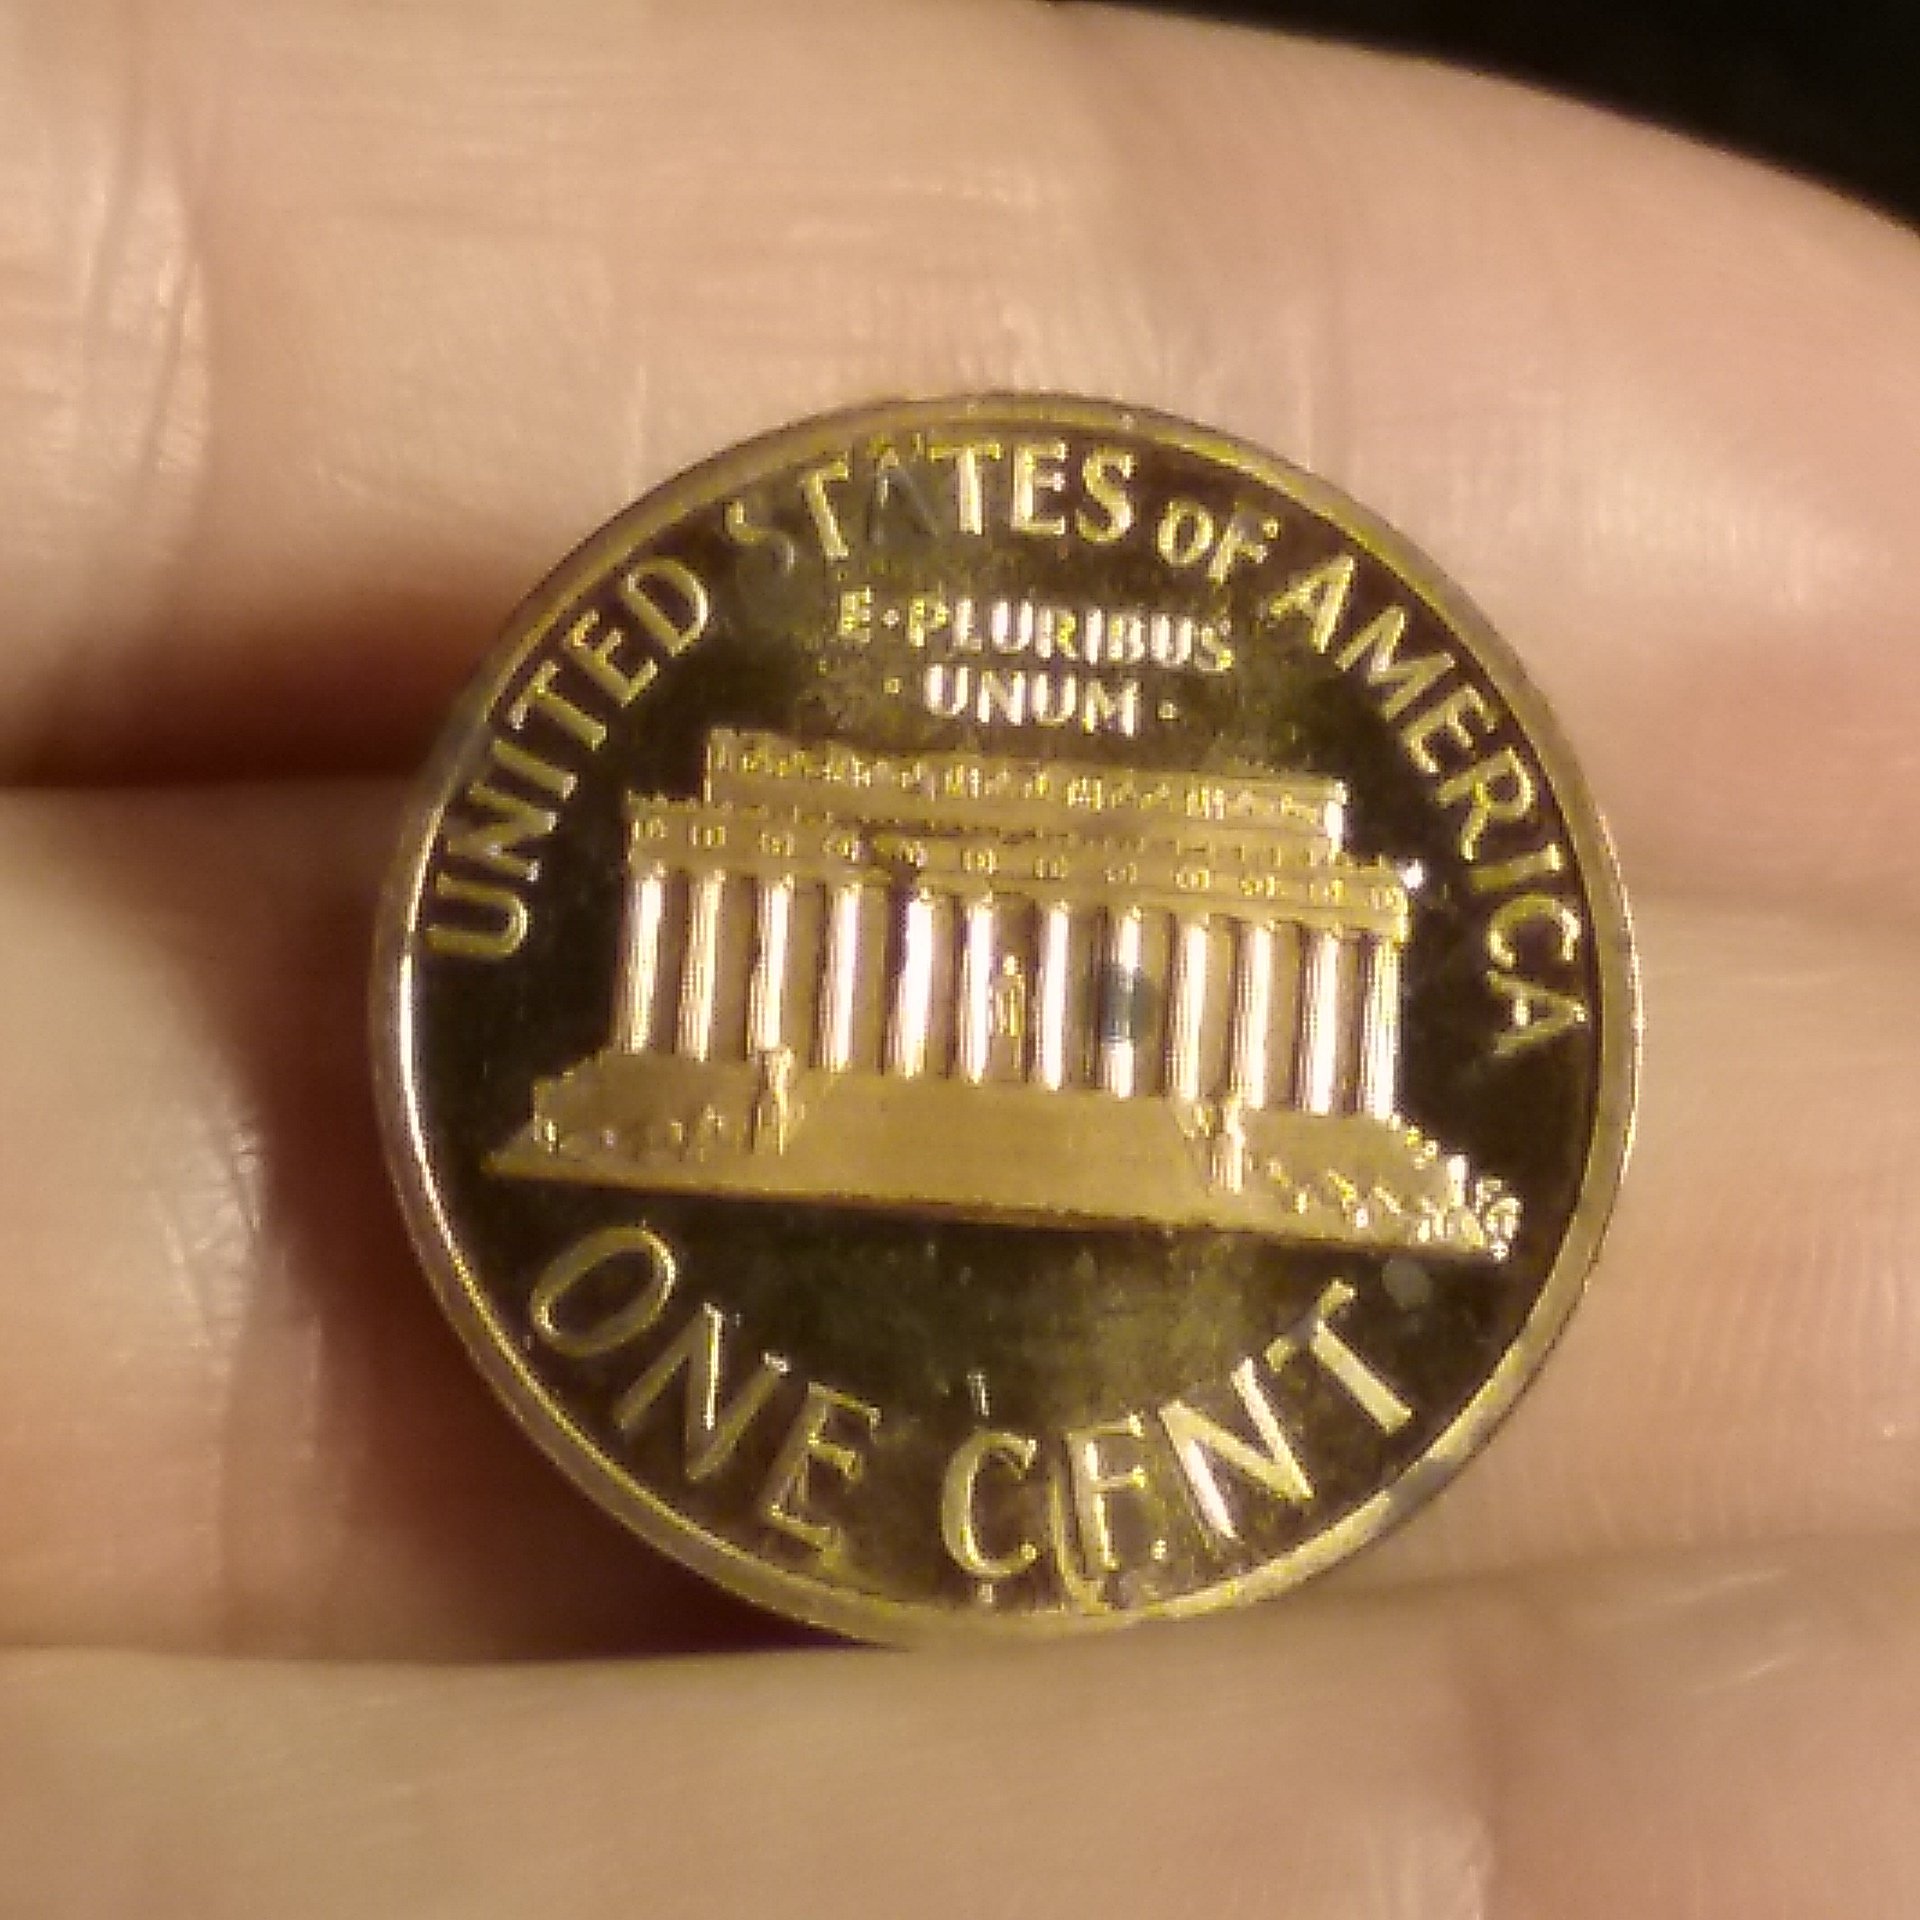 UNITED STATES OF AMERICA
E·PLURIBUS
·UNUM·
ONE CENT